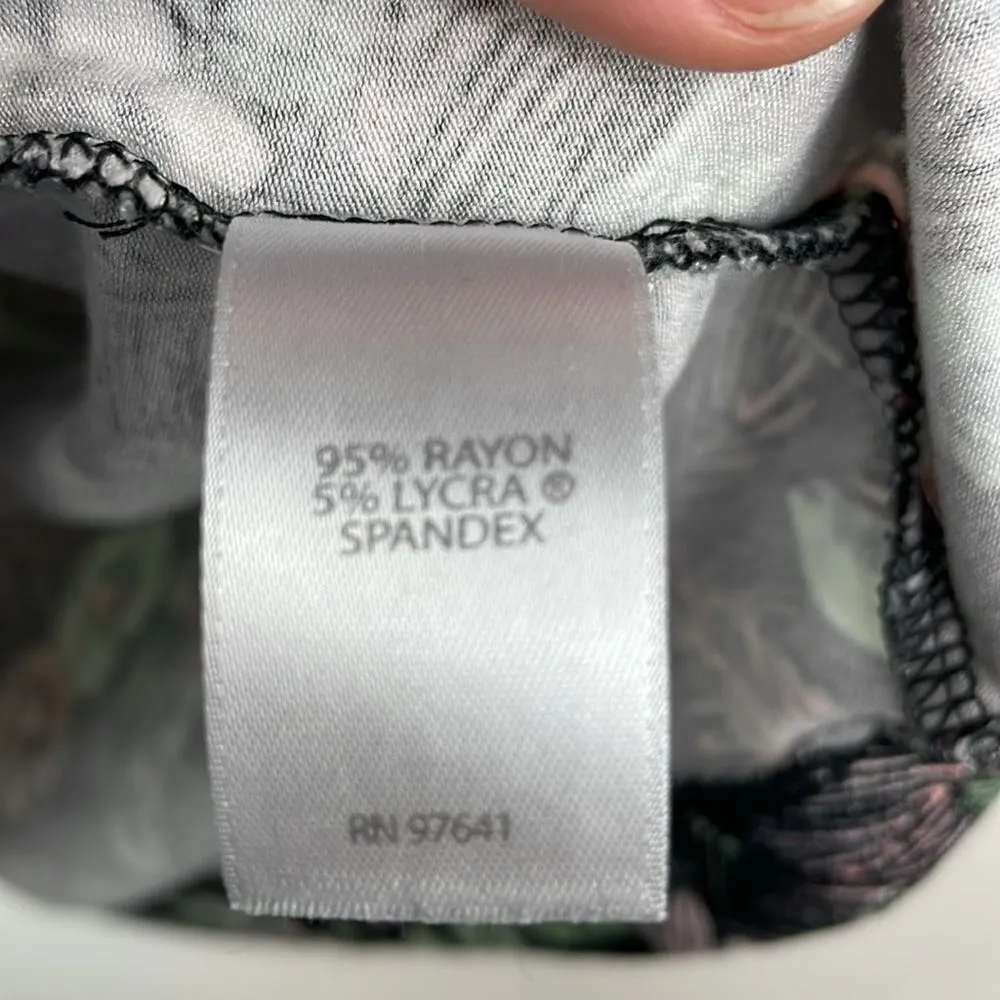 95% RAYON
5% LYCRA ®
SPANDEX
RN 97641